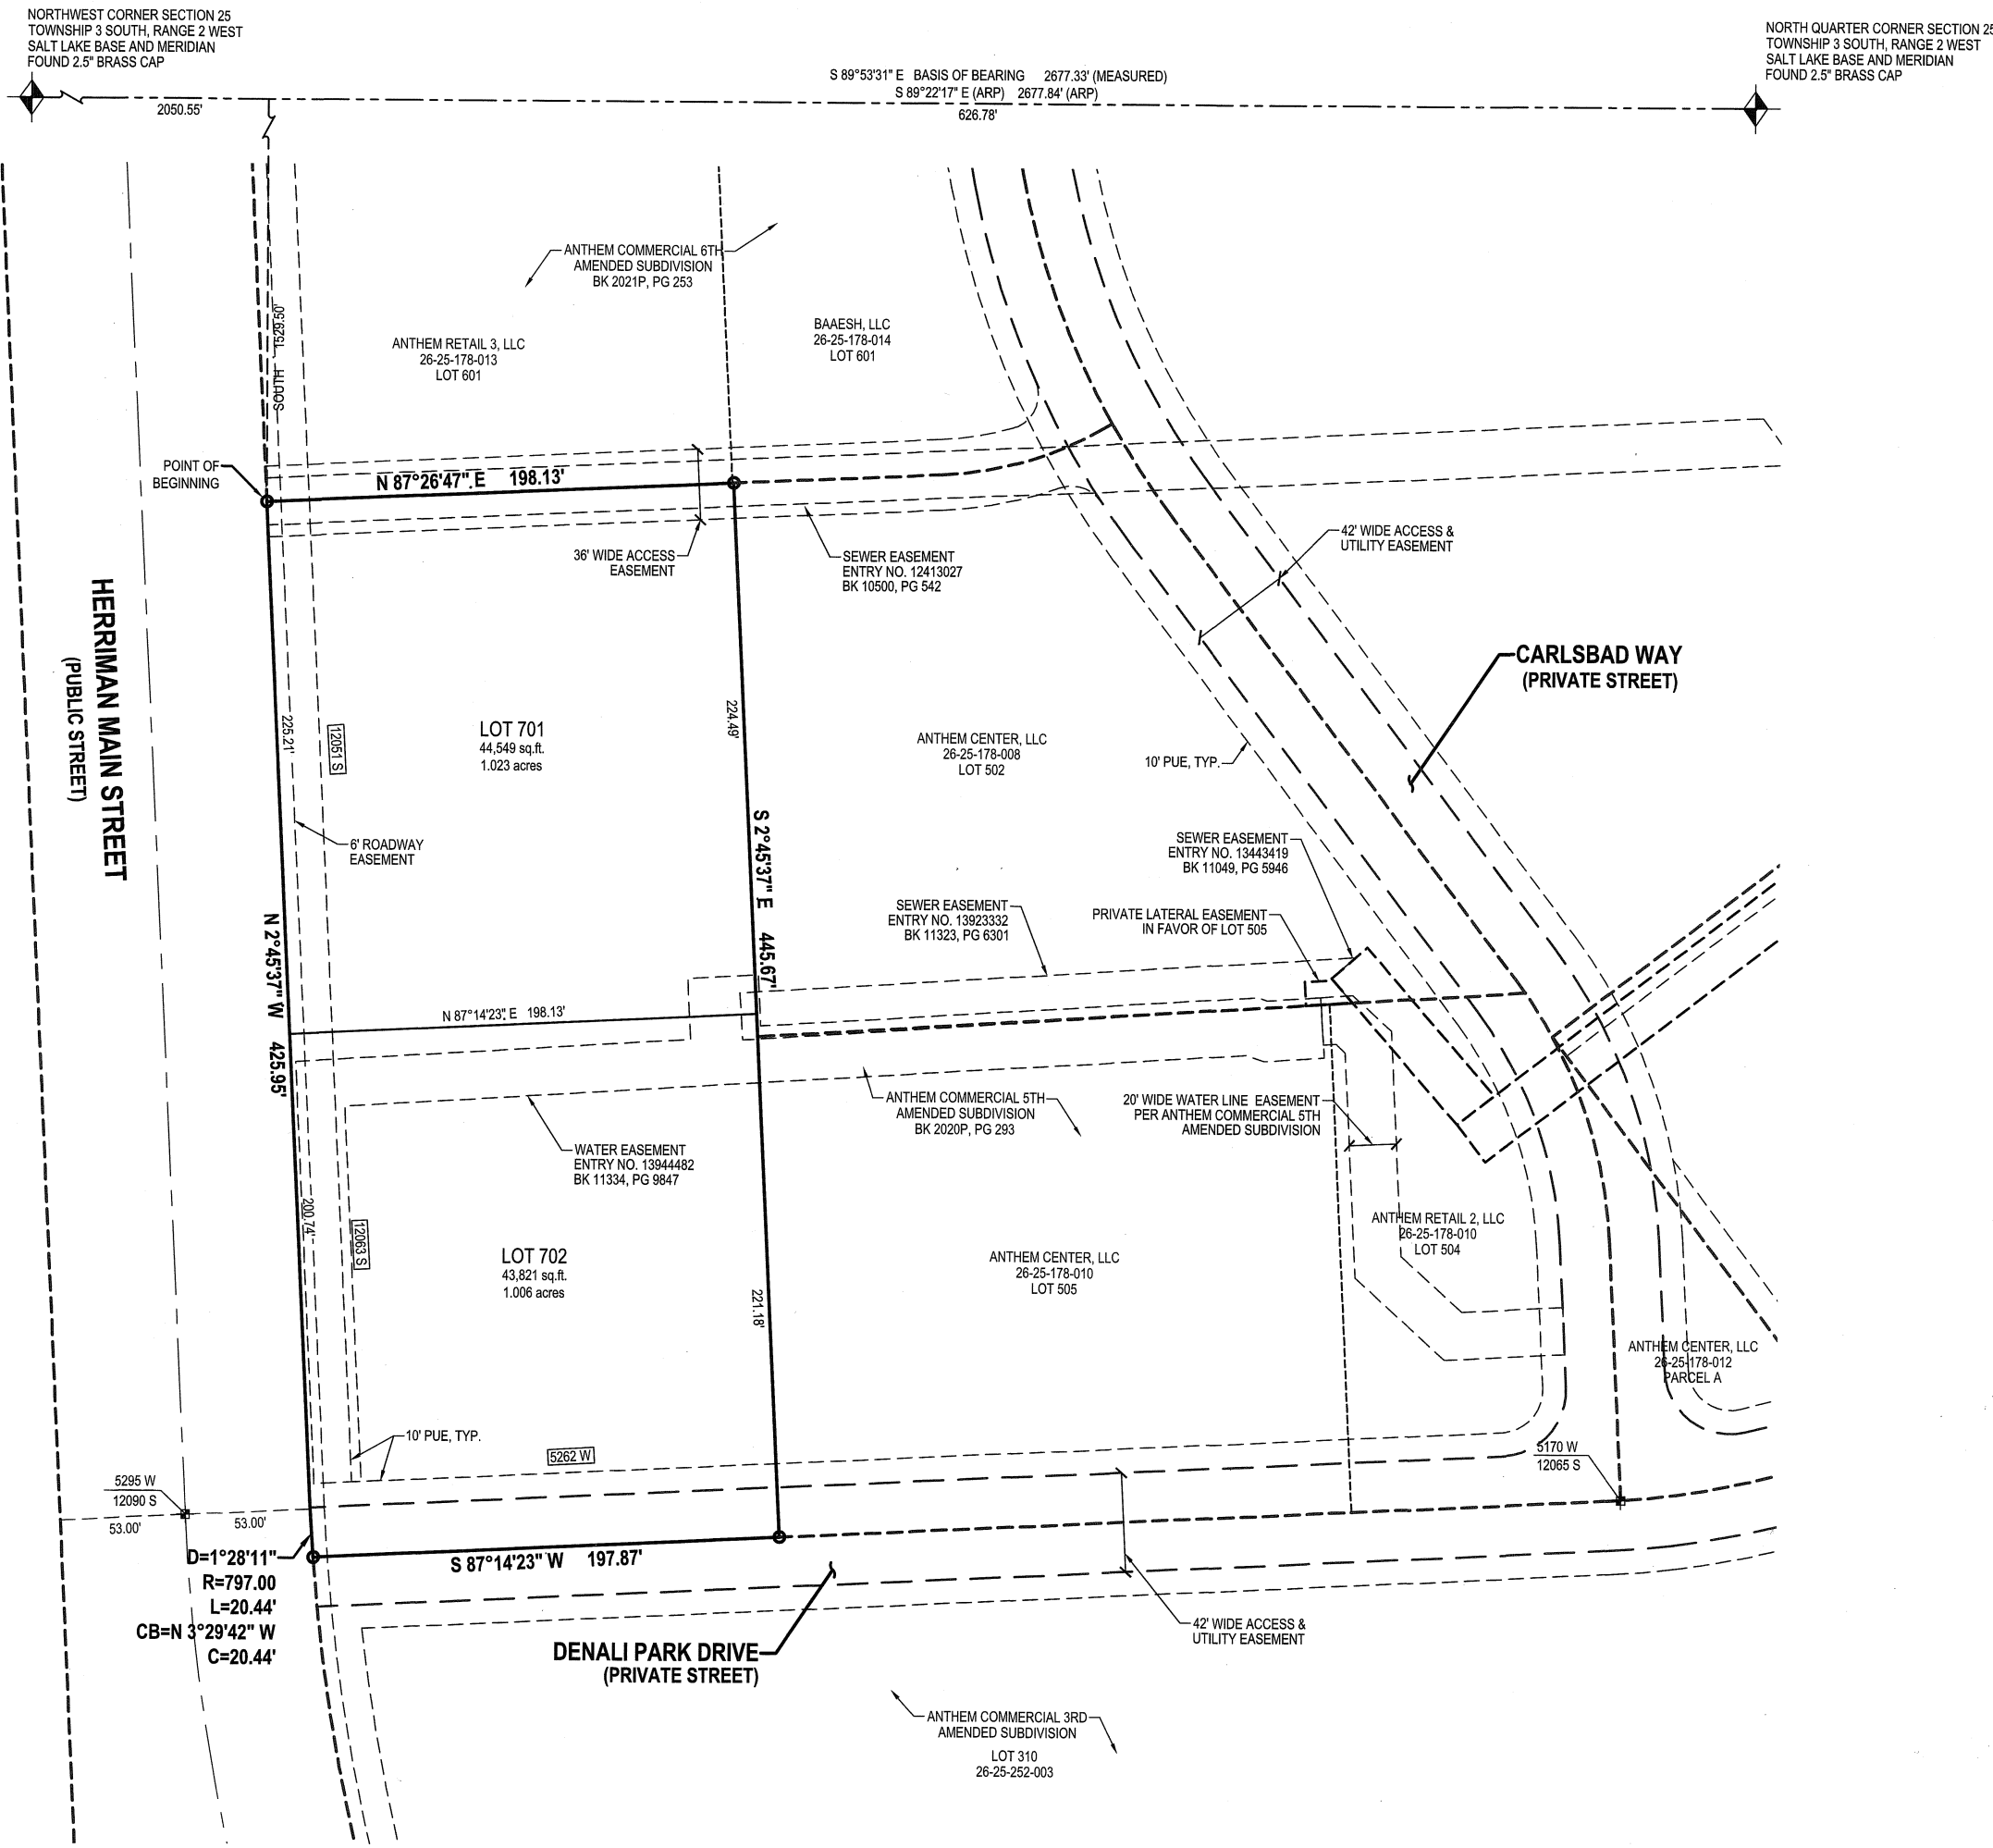 NORTHWEST CORNER SECTION 25
TOWNSHIP 3 SOUTH, RANGE 2 WEST
SALT LAKE BASE AND MERIDIAN
FOUND 2.5" BRASS CAP
NORTH QUARTER CORNER SECTION 25
TOWNSHIP 3 SOUTH, RANGE 2 WEST
SALT LAKE BASE AND MERIDIAN
FOUND 2.5" BRASS CAP
S 89°53'31" E BASIS OF BEARING 2677.33' (MEASURED)
S 89°22'17" E (ARP) 2677.84' (ARP)
2050.55'
626.78'
ANTHEM COMMERCIAL 6TH
AMENDED SUBDIVISION
BK 2021P, PG 253
SOUTH 1529.50'
ANTHEM RETAIL 3, LLC
26-25-178-013
LOT 601
BAAESH, LLC
26-25-178-014
LOT 601
POINT OF
BEGINNING
N 87°26'47" E 198.13'
36' WIDE ACCESS
EASEMENT
SEWER EASEMENT
ENTRY NO. 12413027
BK 10500, PG 542
42' WIDE ACCESS &
UTILITY EASEMENT
HERRIMAN MAIN STREET
(PUBLIC STREET)
CARLSBAD WAY
(PRIVATE STREET)
225.21'
12051 S
LOT 701
44,549 sq.ft.
1.023 acres
224.49'
ANTHEM CENTER, LLC
26-25-178-008
LOT 502
10' PUE, TYP.
6' ROADWAY
EASEMENT
S 2°45'37" E 445.67'
SEWER EASEMENT
ENTRY NO. 13443419
BK 11049, PG 5946
SEWER EASEMENT
ENTRY NO. 13923332
BK 11323, PG 6301
PRIVATE LATERAL EASEMENT
IN FAVOR OF LOT 505
N 2°45'37" W 425.95'
N 87°14'23" E 198.13'
ANTHEM COMMERCIAL 5TH
AMENDED SUBDIVISION
BK 2020P, PG 293
20' WIDE WATER LINE EASEMENT
PER ANTHEM COMMERCIAL 5TH
AMENDED SUBDIVISION
WATER EASEMENT
ENTRY NO. 13944482
BK 11334, PG 9847
200.74'
12063 S
LOT 702
43,821 sq.ft.
1.006 acres
221.18'
ANTHEM CENTER, LLC
26-25-178-010
LOT 505
ANTHEM RETAIL 2, LLC
26-25-178-010
LOT 504
ANTHEM CENTER, LLC
26-25-178-012
PARCEL A
10' PUE, TYP.
5262 W
5170 W
12065 S
5295 W
12090 S
53.00'
53.00'
D=1°28'11"
R=797.00
L=20.44'
CB=N 3°29'42" W
C=20.44'
S 87°14'23" W 197.87'
DENALI PARK DRIVE
(PRIVATE STREET)
42' WIDE ACCESS &
UTILITY EASEMENT
ANTHEM COMMERCIAL 3RD
AMENDED SUBDIVISION
LOT 310
26-25-252-003